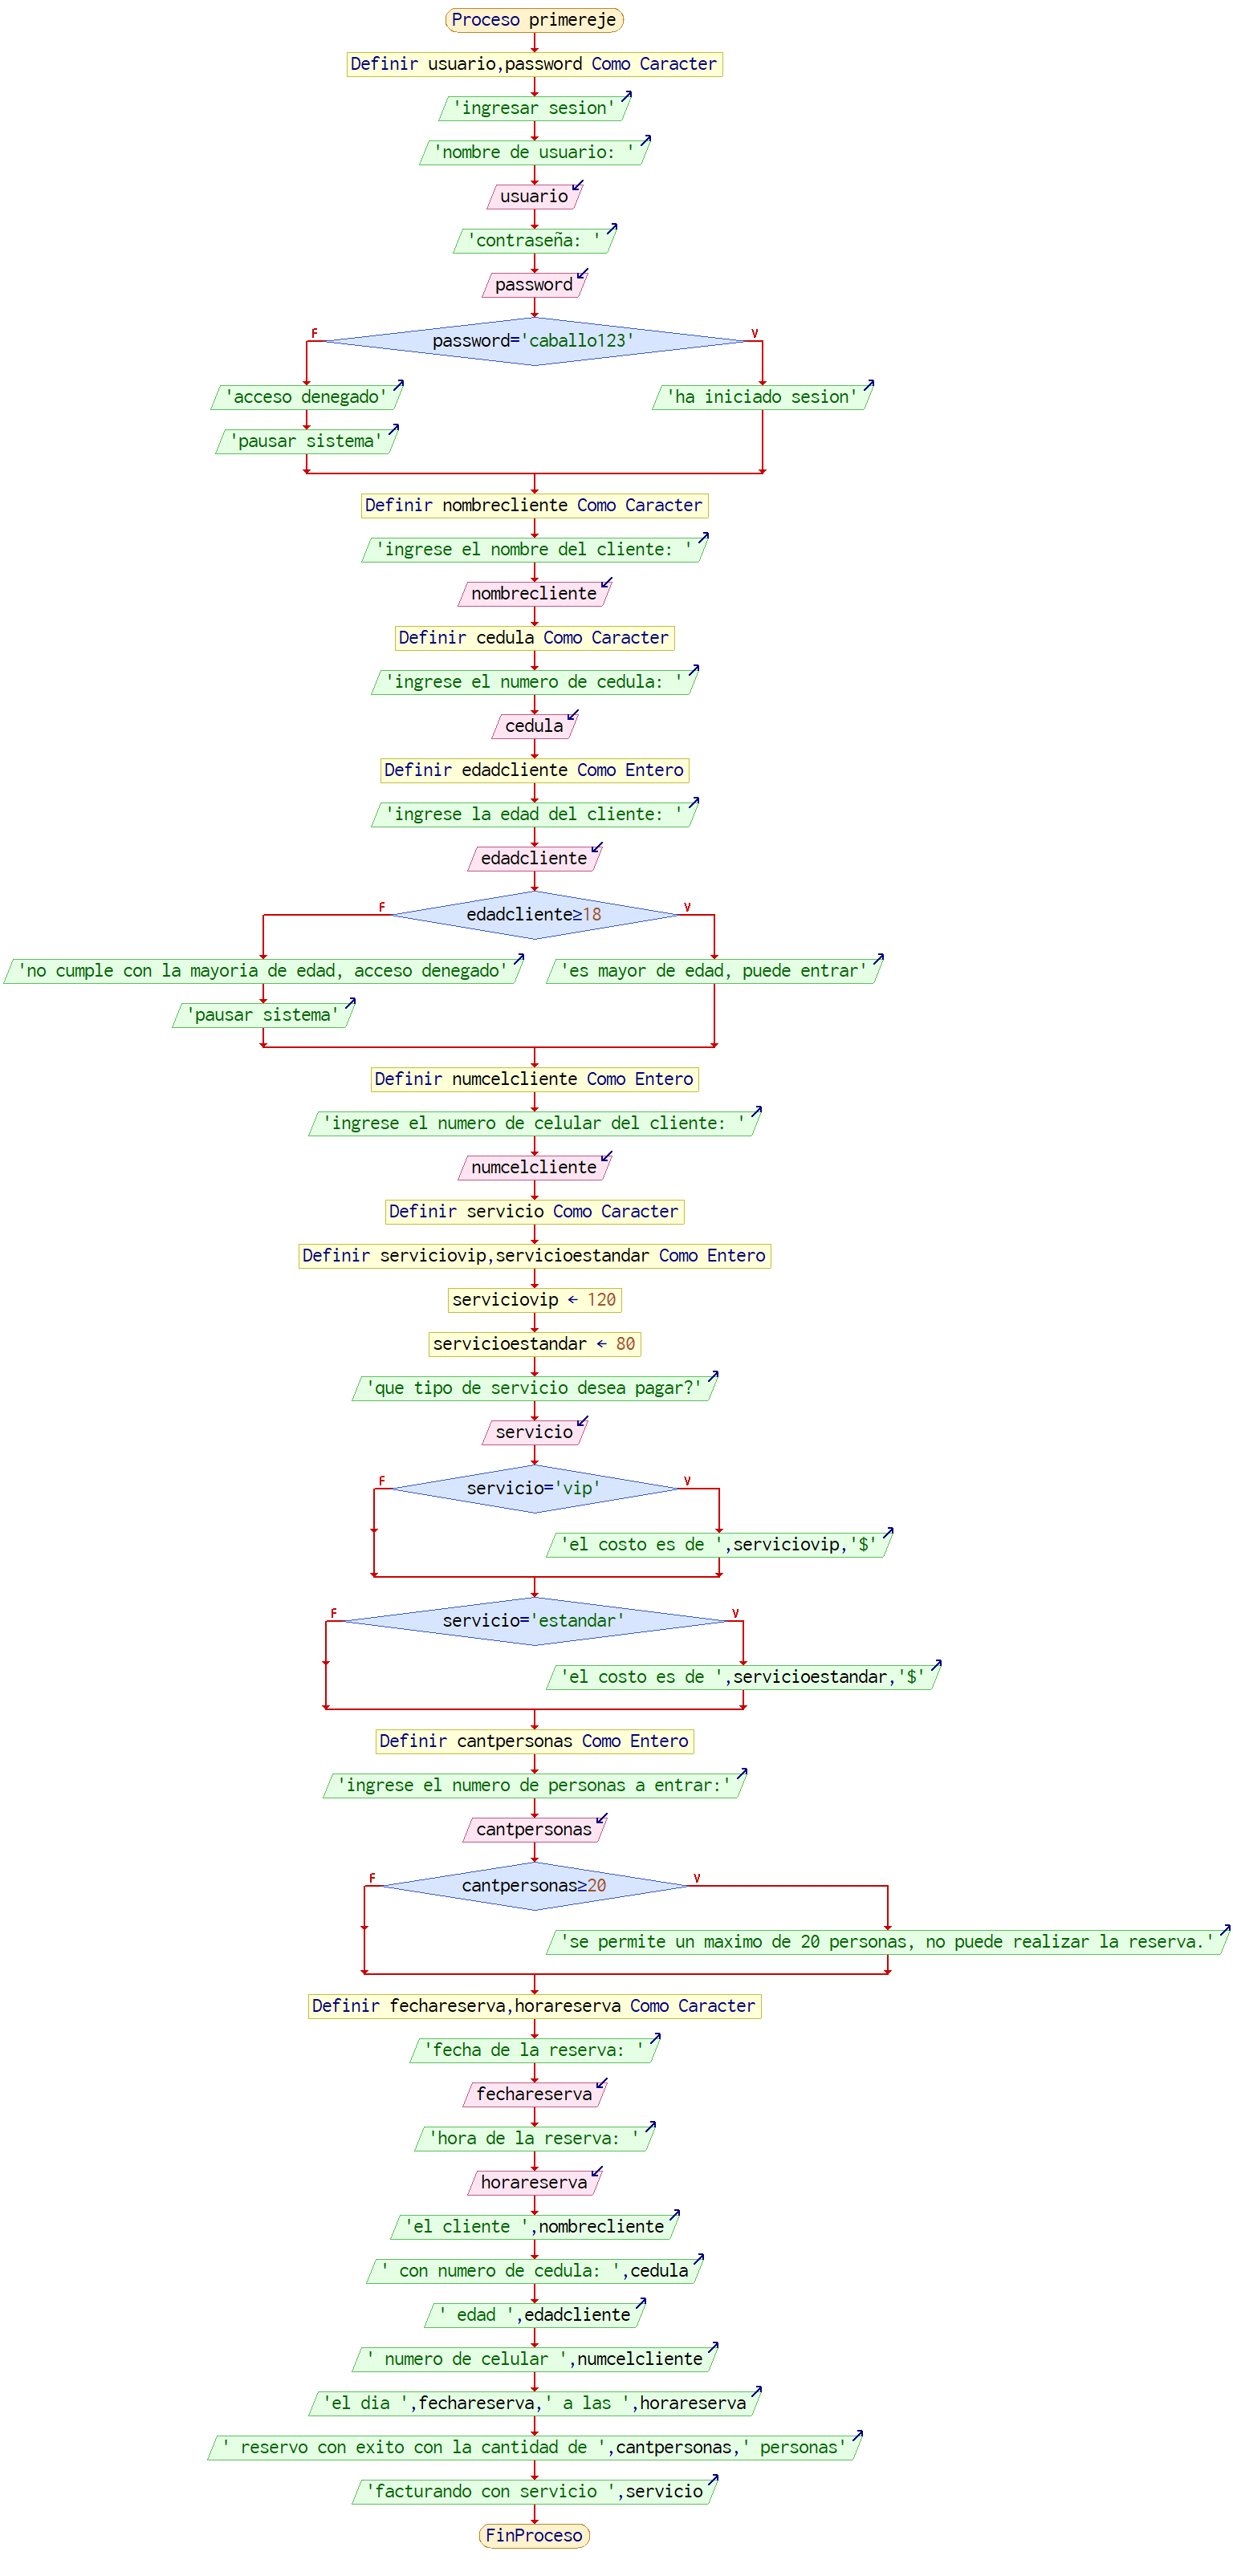 Proceso primereje
Definir usuario,password Como Caracter
'ingresar sesion'
'nombre de usuario: '
usuario
'contraseña: '
password
F
V
password='caballo123'
'acceso denegado'
'ha iniciado sesion'
'pausar sistema'
Definir nombrecliente Como Caracter
'ingrese el nombre del cliente: '
nombrecliente
Definir cedula Como Caracter
'ingrese el numero de cedula: '
cedula
Definir edadcliente Como Entero
'ingrese la edad del cliente: '
edadcliente
F
V
edadcliente≥18
'no cumple con la mayoria de edad, acceso denegado'
'es mayor de edad, puede entrar'
'pausar sistema'
Definir numcelcliente Como Entero
'ingrese el numero de celular del cliente: '
numcelcliente
Definir servicio Como Caracter
Definir serviciovip,servicioestandar Como Entero
serviciovip ← 120
servicioestandar ← 80
'que tipo de servicio desea pagar?'
servicio
F
V
servicio='vip'
'el costo es de ',serviciovip,'$'
F
V
servicio='estandar'
'el costo es de ',servicioestandar,'$'
Definir cantpersonas Como Entero
'ingrese el numero de personas a entrar:'
cantpersonas
F
V
cantpersonas≥20
'se permite un maximo de 20 personas, no puede realizar la reserva.'
Definir fechareserva,horareserva Como Caracter
'fecha de la reserva: '
fechareserva
'hora de la reserva: '
horareserva
'el cliente ',nombrecliente
' con numero de cedula: ',cedula
' edad ',edadcliente
' numero de celular ',numcelcliente
'el dia ',fechareserva,' a las ',horareserva
' reservo con exito con la cantidad de ',cantpersonas,' personas'
'facturando con servicio ',servicio
FinProceso